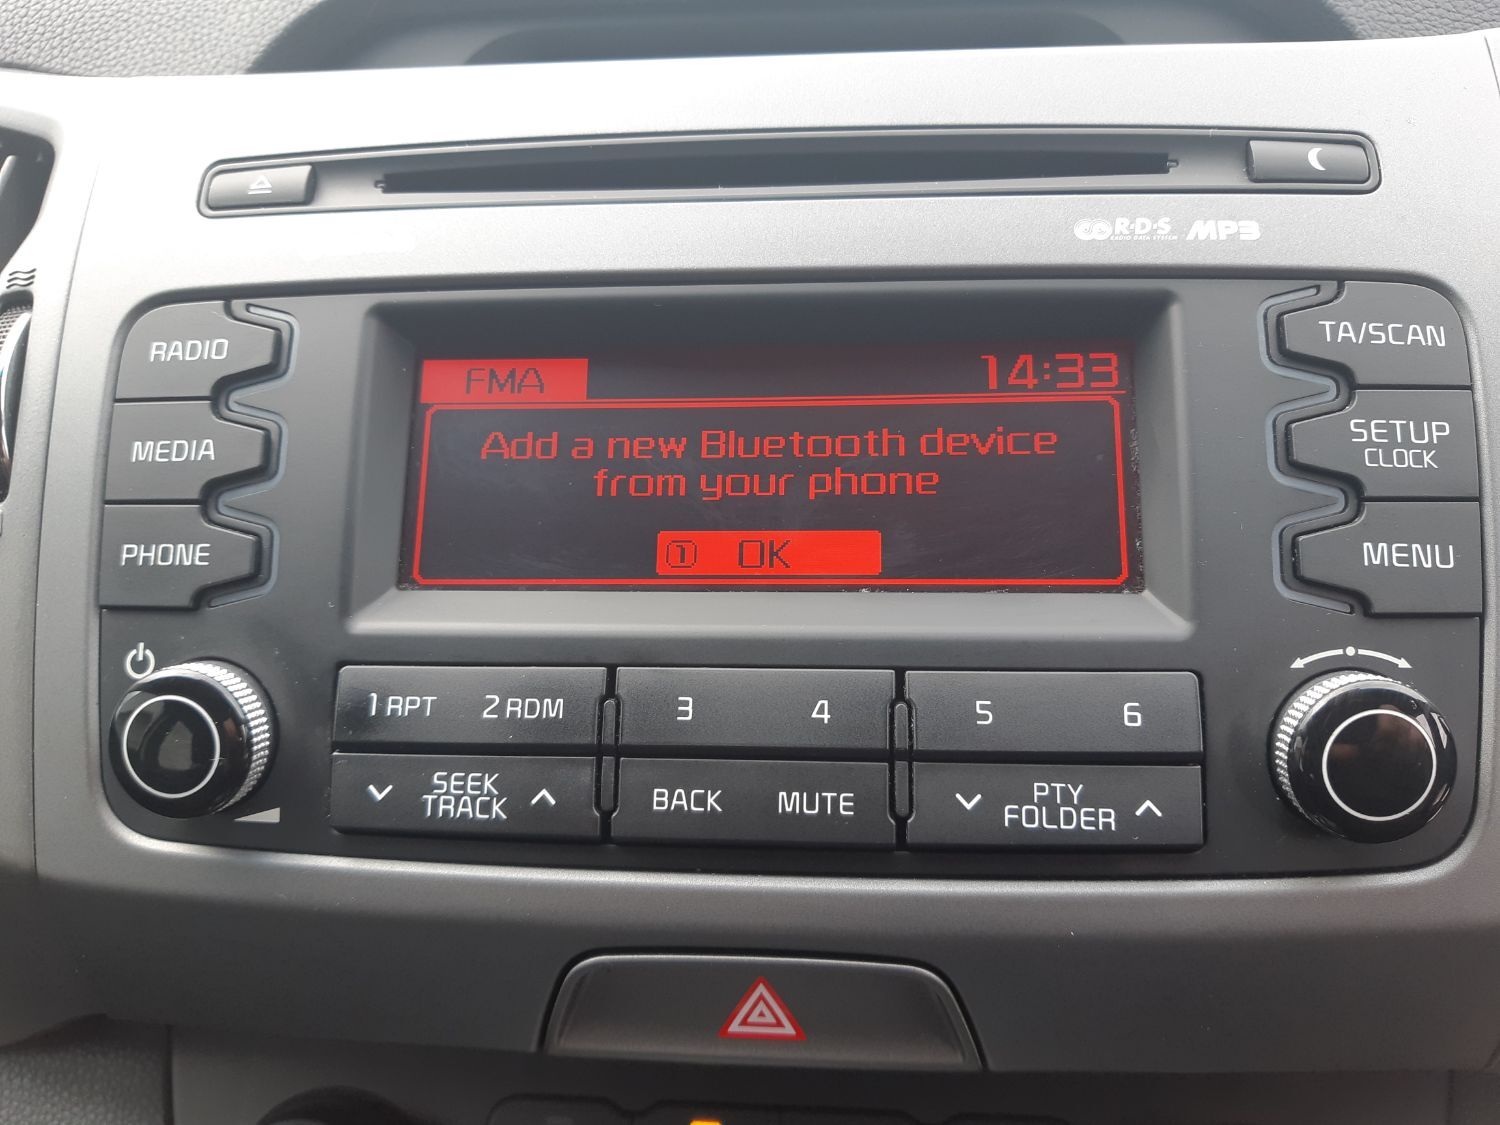 R·D·S MP3
RADIO DATA SYSTEM
RADIO
MEDIA
PHONE
FMA
14:33
Add a new Bluetooth device
from your phone
① OK
TA/SCAN
SETUP
CLOCK
MENU
1 RPT 2 RDM 3 4 5 6
SEEK
TRACK
BACK MUTE
PTY
FOLDER